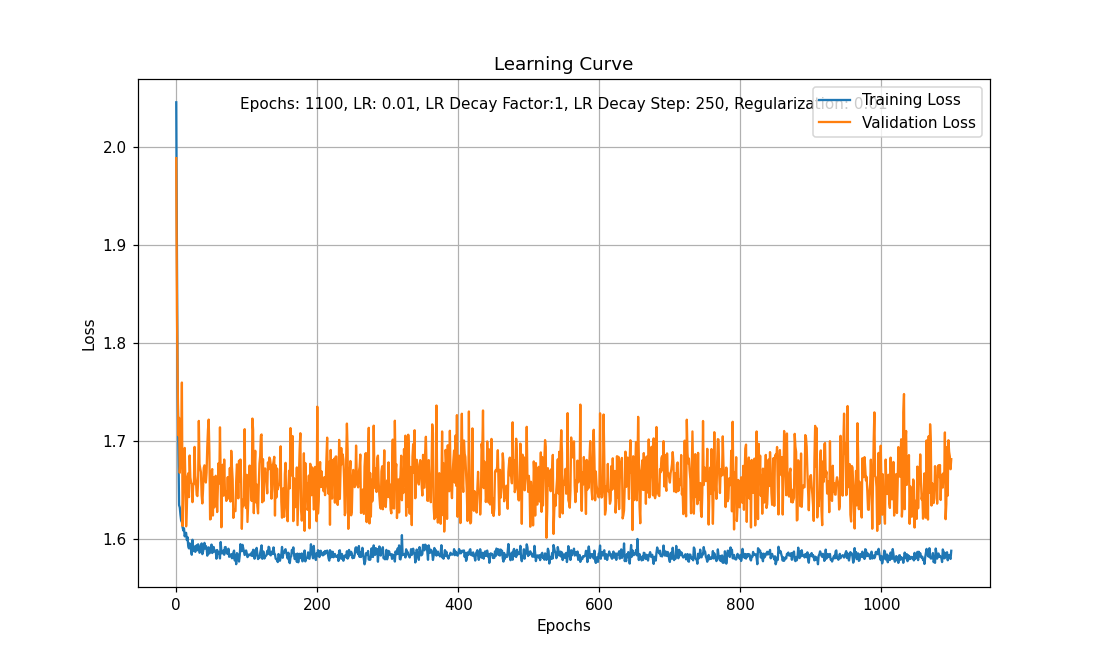 Learning Curve
Epochs: 1100, LR: 0.01, LR Decay Factor:1, LR Decay Step: 250, Regularization: 0.01
Training Loss
Validation Loss
2.0
1.9
1.8
1.7
1.6
Loss
0 200 400 600 800 1000
Epochs